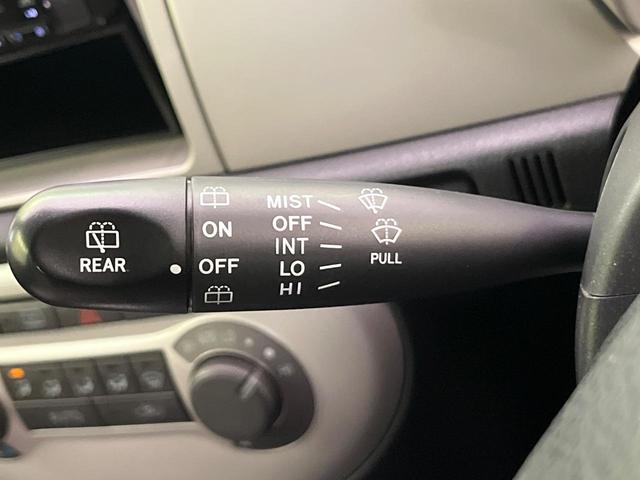 REAR
ON
OFF
MIST
OFF
INT
LO
HI
PULL